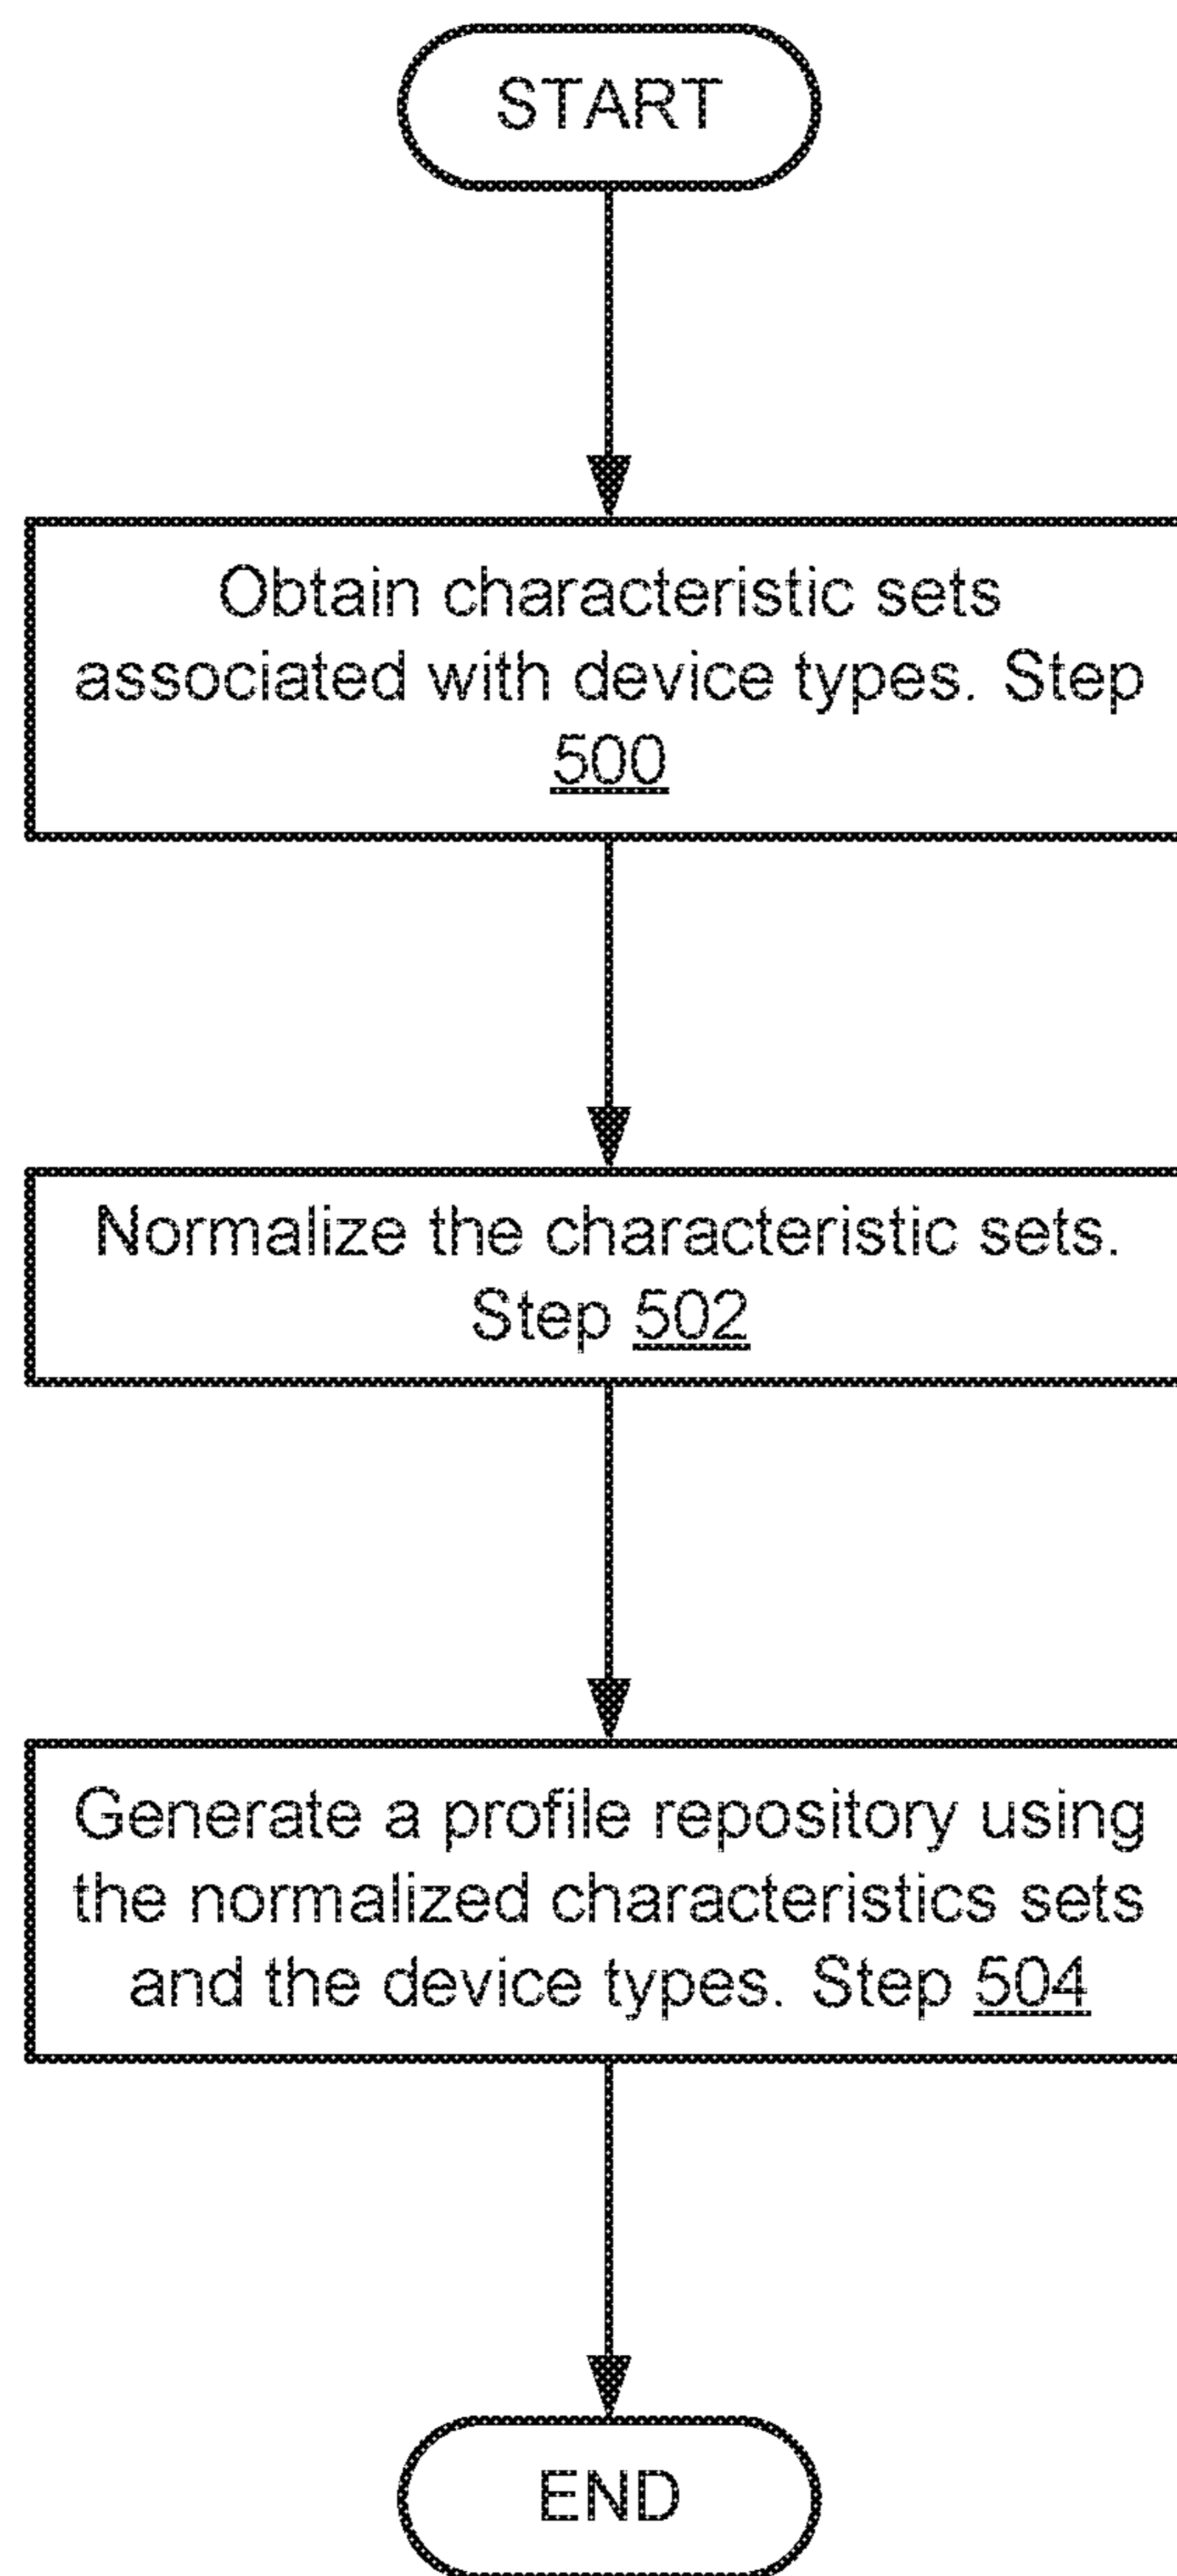 START
Obtain characteristic sets
associated with device types. Step
500
Normalize the characteristic sets.
Step 502
Generate a profile repository using
the normalized characteristics sets
and the device types. Step 504
END